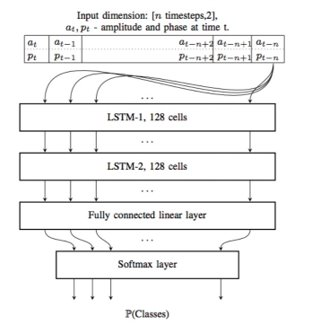 Input dimension: [n timesteps,2],
a_t, p_t - amplitude and phase at time t.
a_t a_{t−1} a_{t−n+2} a_{t−n+1} a_{t−n}
p_t p_{t−1} p_{t−n+2} p_{t−n+1} p_{t−n}
...
LSTM-1, 128 cells
...
LSTM-2, 128 cells
...
Fully connected linear layer
...
Softmax layer
ℙ(Classes)